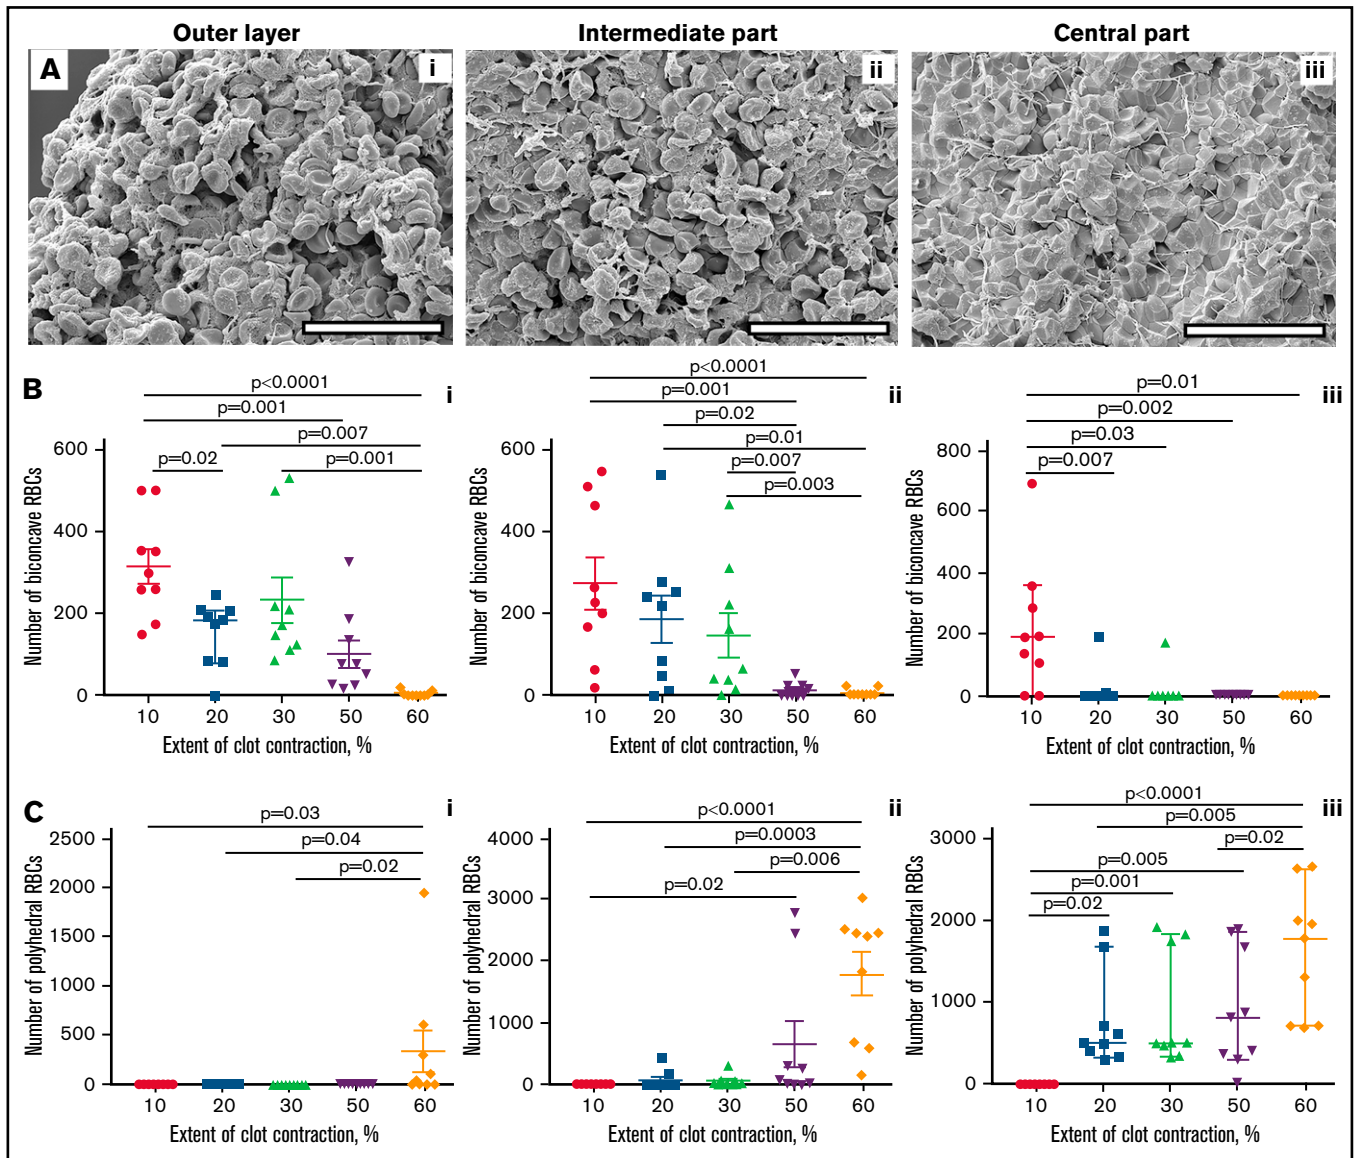 Outer layer
Intermediate part
Central part
A
i
ii
iii
B
i
p<0.0001
p=0.001
p=0.007
p=0.02
p=0.001
Number of biconcave RBCs
600
400
200
0
10 20 30 50 60
Extent of clot contraction, %
ii
p<0.0001
p=0.001
p=0.02
p=0.01
p=0.007
p=0.003
Number of biconcave RBCs
600
400
200
0
10 20 30 50 60
Extent of clot contraction, %
iii
p=0.01
p=0.002
p=0.03
p=0.007
Number of biconcave RBCs
800
600
400
200
0
10 20 30 50 60
Extent of clot contraction, %
C
i
p=0.03
p=0.04
p=0.02
Number of polyhedral RBCs
2500
2000
1500
1000
500
0
10 20 30 50 60
Extent of clot contraction, %
ii
p<0.0001
p=0.0003
p=0.006
p=0.02
Number of polyhedral RBCs
4000
3000
2000
1000
0
10 20 30 50 60
Extent of clot contraction, %
iii
p<0.0001
p=0.005
p=0.02
p=0.005
p=0.001
p=0.02
Number of polyhedral RBCs
3000
2000
1000
0
10 20 30 50 60
Extent of clot contraction, %